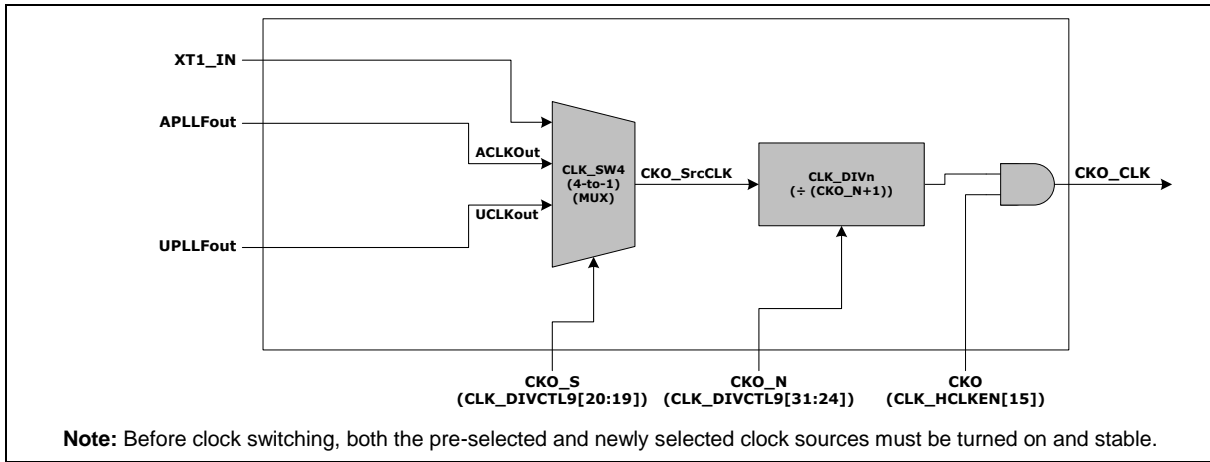 XT1_IN
APLLFout
ACLKOut
CLK_SW4
(4-to-1)
(MUX)
CKO_SrcCLK
CLK_DIVn
(÷ (CKO_N+1))
CKO_CLK
UCLKout
UPLLFout
CKO_S
(CLK_DIVCTL9[20:19])
CKO_N
(CLK_DIVCTL9[31:24])
CKO
(CLK_HCLKEN[15])
Note: Before clock switching, both the pre-selected and newly selected clock sources must be turned on and stable.